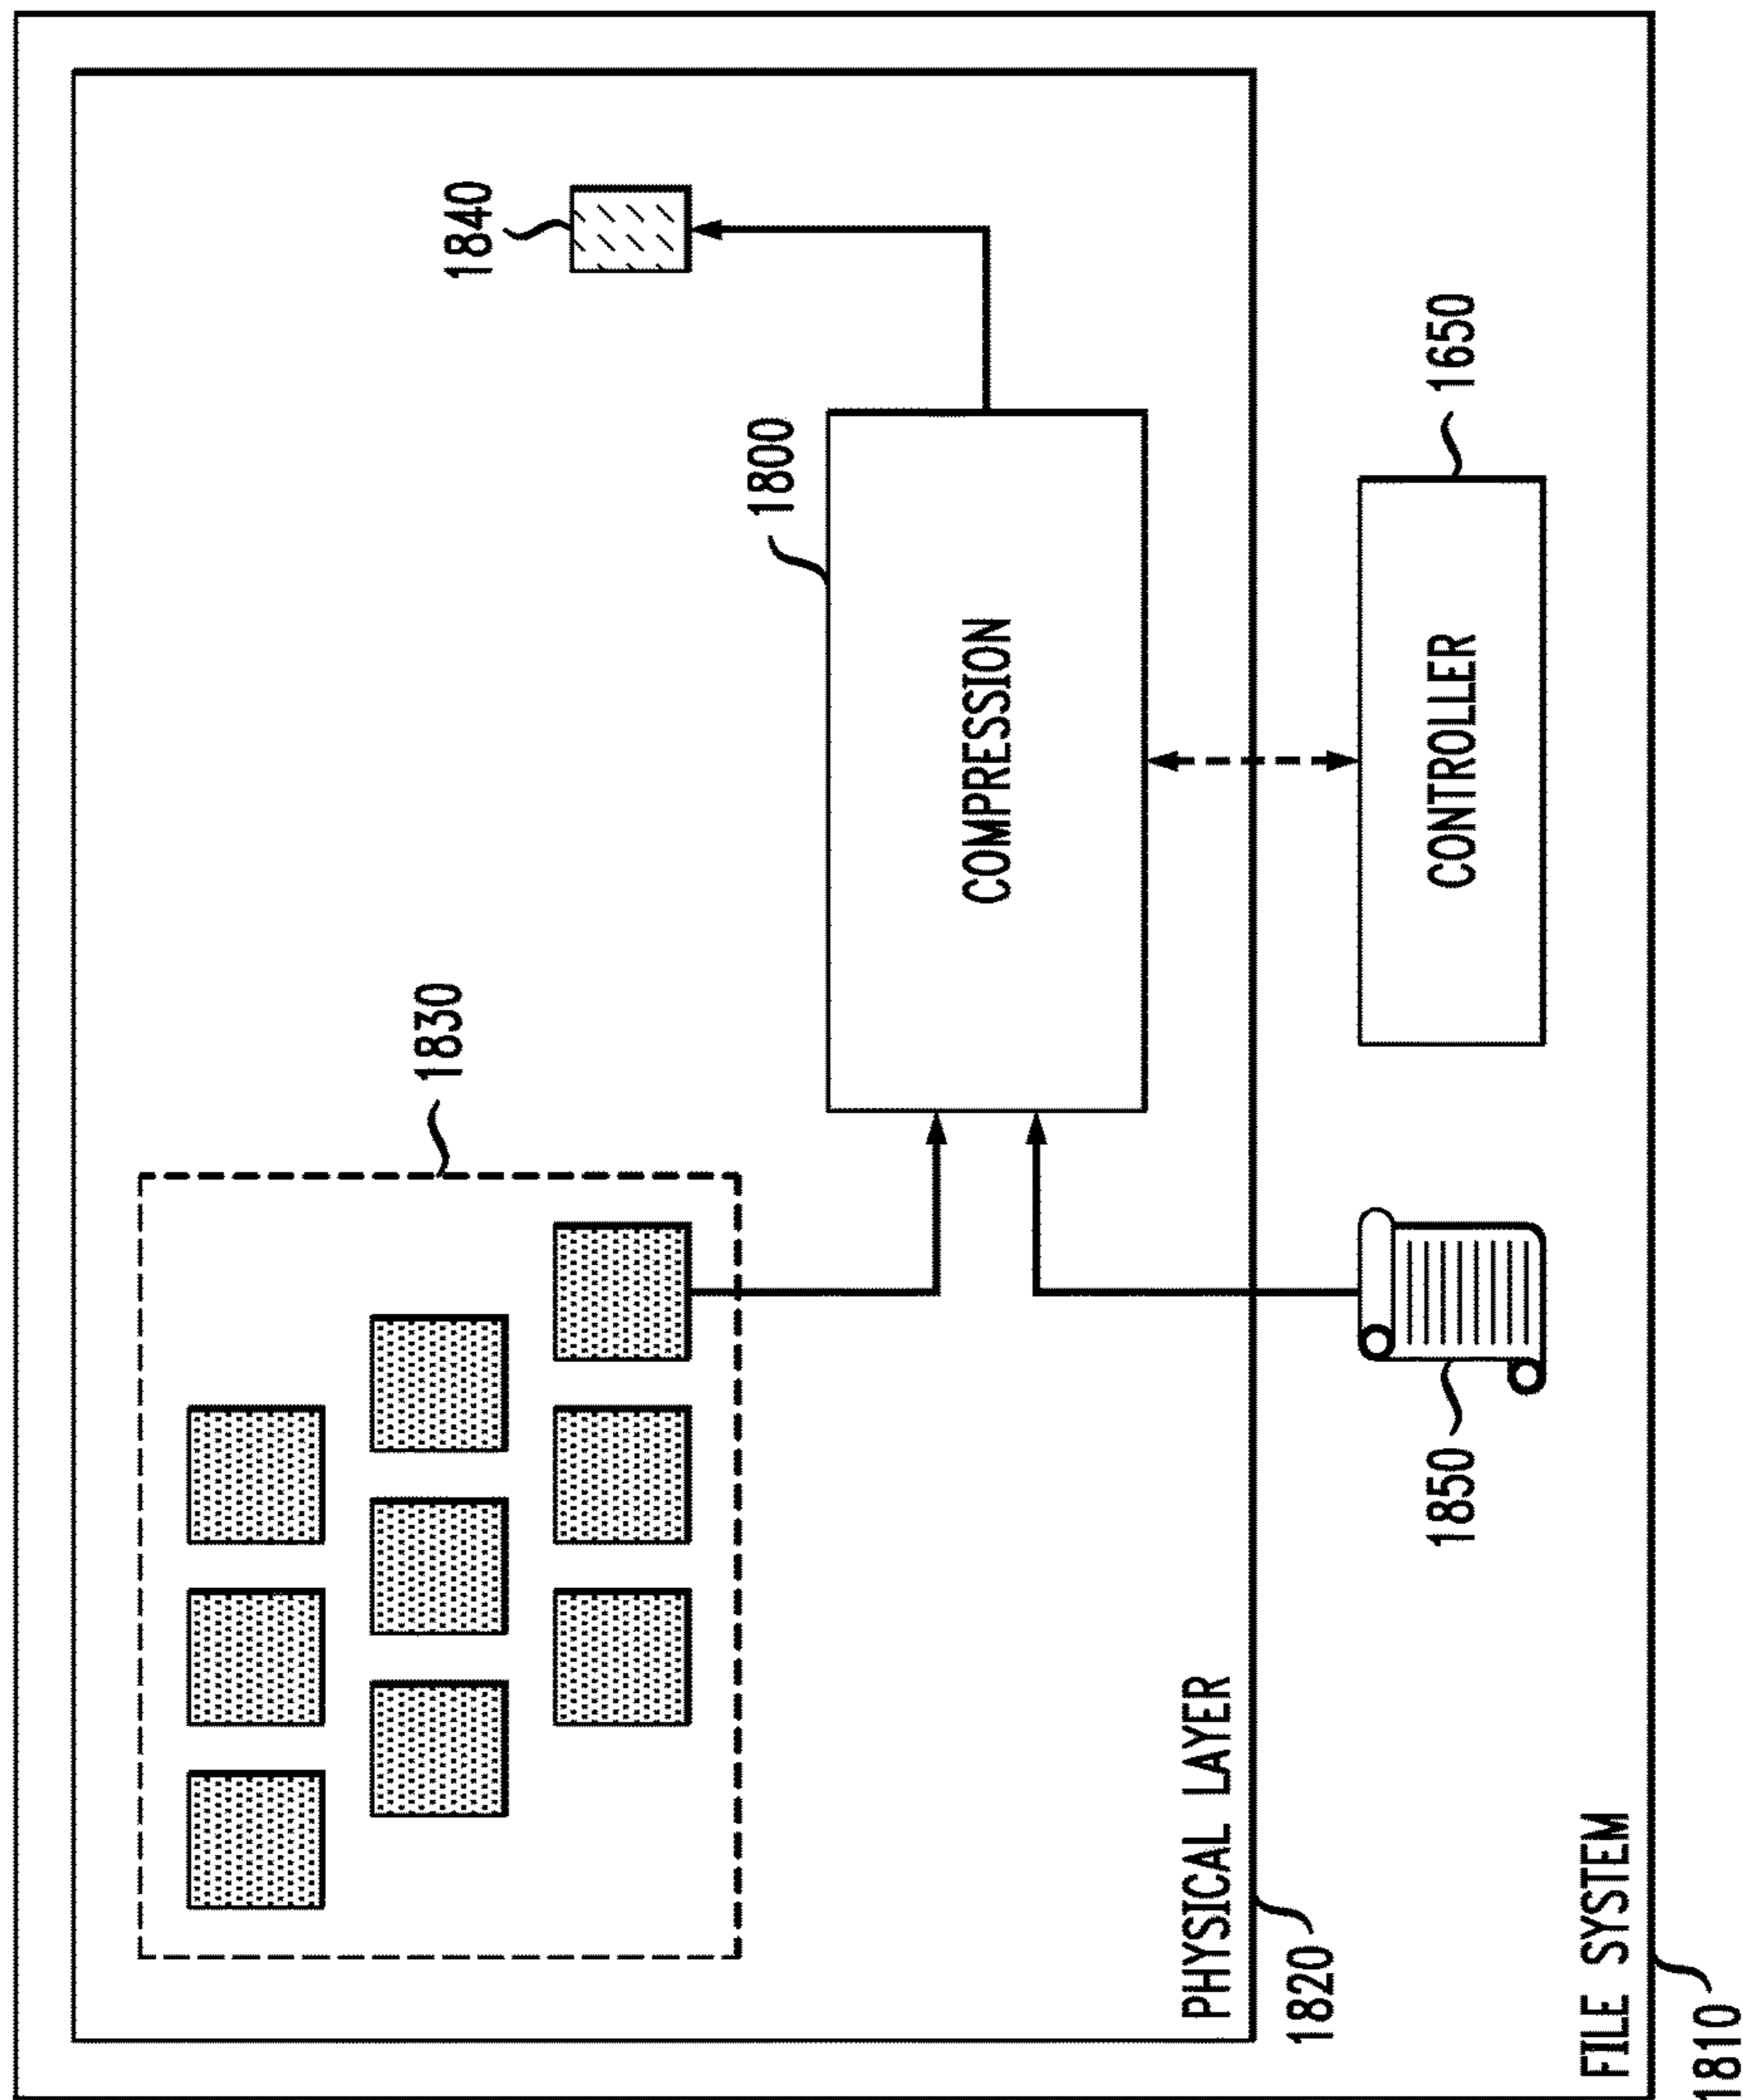 1830
1840
1800
COMPRESSION
PHYSICAL LAYER
1820
1850
CONTROLLER
1650
FILE SYSTEM
1810